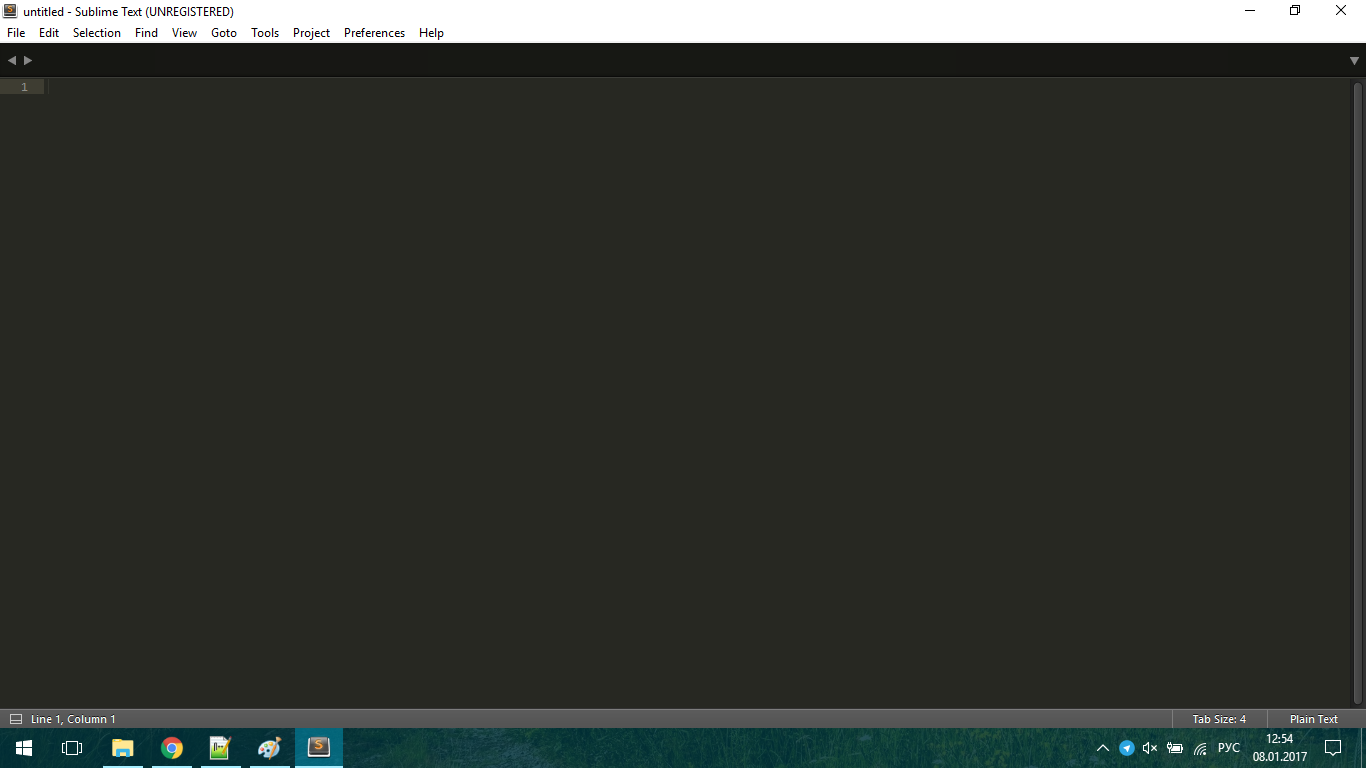 untitled - Sublime Text (UNREGISTERED)
File Edit Selection Find View Goto Tools Project Preferences Help
1
Line 1, Column 1 Tab Size: 4 Plain Text
РУС 12:54
08.01.2017